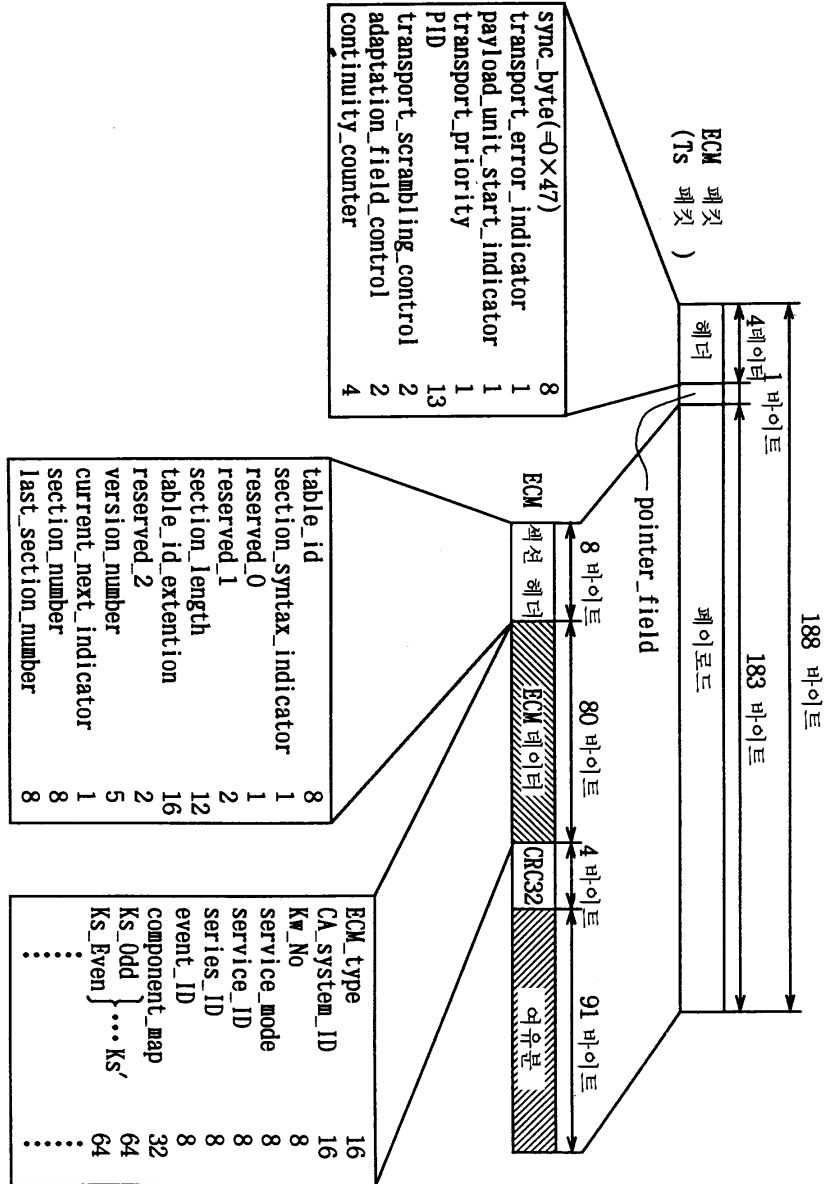 188 바이트
4데이터
1 바이트
183 바이트
ECM 패킷
(Ts 패킷 )
헤더
페이로드
pointer_field
sync_byte(=0×47) 8
transport_error_indicator 1
payload_unit_start_indicator 1
transport_priority 1
PID 13
transport_scrambling_control 2
adaptation_field_control 2
continuity_counter 4
8 바이트
80 바이트
4 바이트
91 바이트
ECM
섹션 헤더
ECM데이터
CRC32
여유분
table_id 8
section_syntax_indicator 1
reserved_0 1
reserved_1 2
section_length 12
table_id_extention 16
reserved_2 2
version_number 5
current_next_indicator 1
section_number 8
last_section_number 8
ECM_type 16
CA_system_ID 16
Kw_No 8
service_mode 8
service_ID 8
series_ID 8
event_ID 8
component_map 32
Ks_Odd 64
Ks_Even 64
···Ks′
······ ······